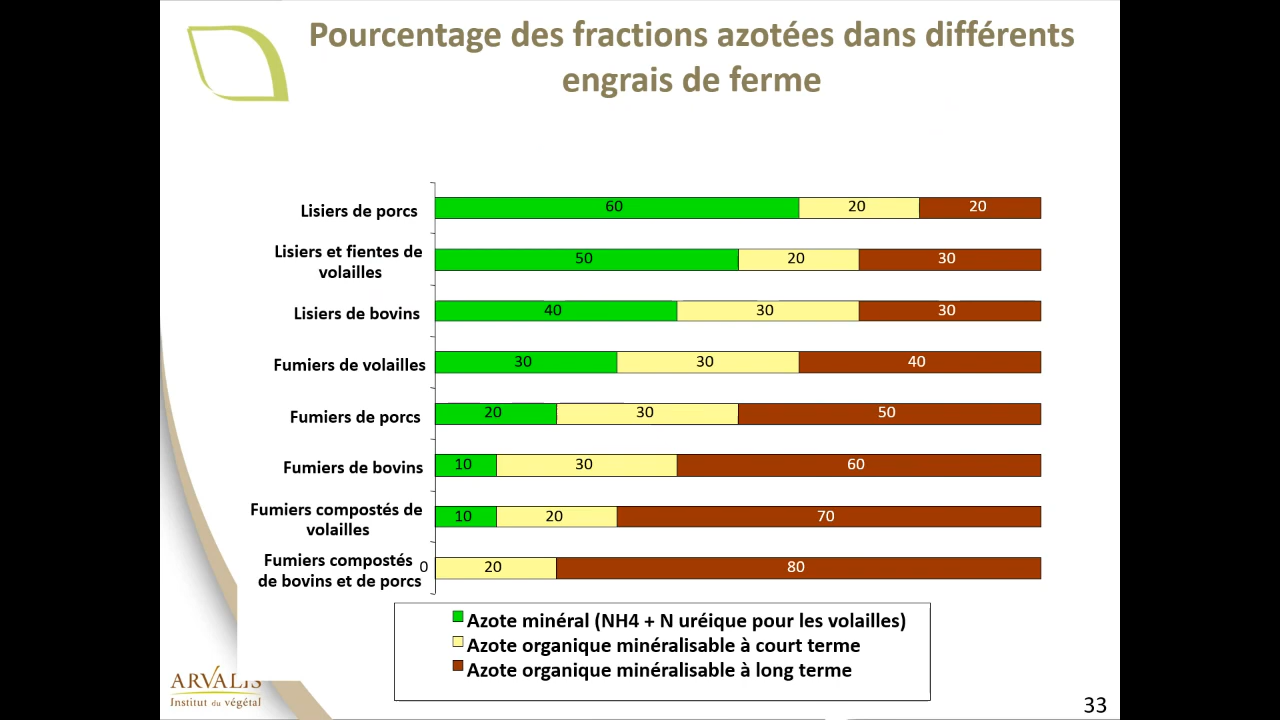 Pourcentage des fractions azotées dans différents
engrais de ferme
Lisiers de porcs
60
20
20
Lisiers et fientes de
volailles
50
20
30
Lisiers de bovins
40
30
30
Fumiers de volailles
30
30
40
Fumiers de porcs
20
30
50
Fumiers de bovins
10
30
60
Fumiers compostés de
volailles
10
20
70
Fumiers compostés
de bovins et de porcs
0
20
80
Azote minéral (NH4 + N uréique pour les volailles)
Azote organique minéralisable à court terme
Azote organique minéralisable à long terme
ARVALIS
Institut du végétal
33